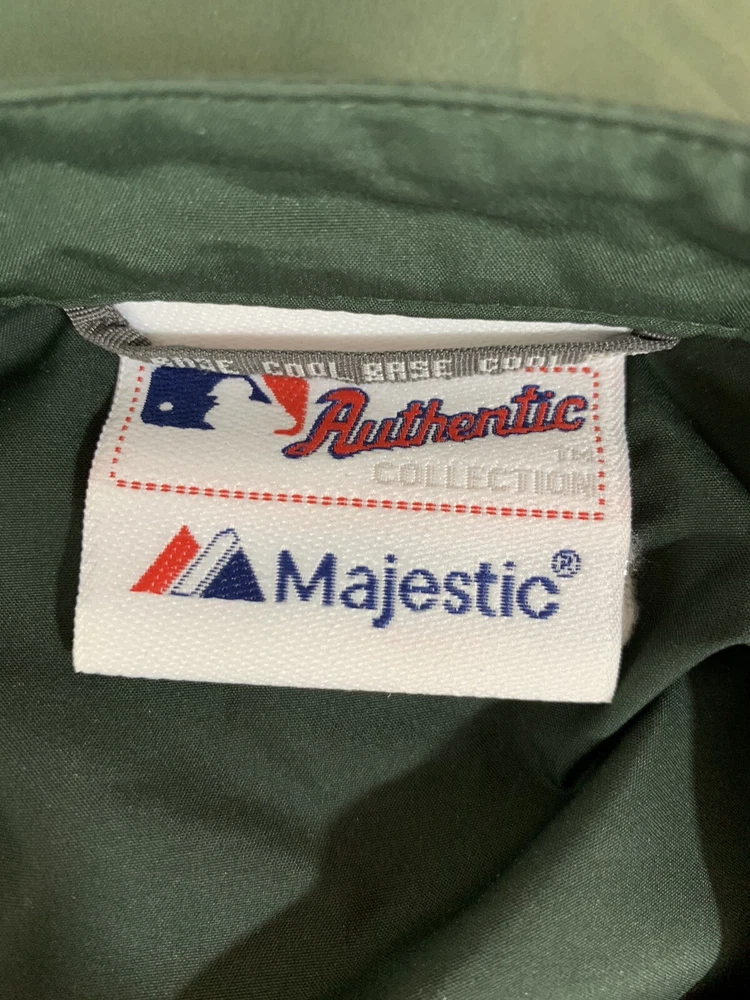 BASE COOL BASE COOL
Authentic
TM
COLLECTION
Majestic®